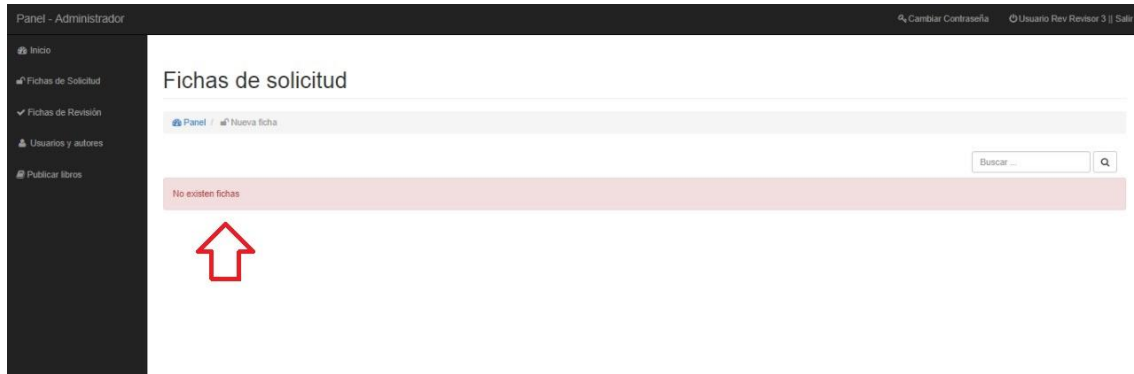 Panel - Administrador
Cambiar Contraseña
Usuario Rev Revisor 3 || Salir
Inicio
Fichas de Solicitud
Fichas de Revisión
Usuarios y autores
Publicar libros
Fichas de solicitud
Panel / Nueva ficha
Buscar ...
No existen fichas